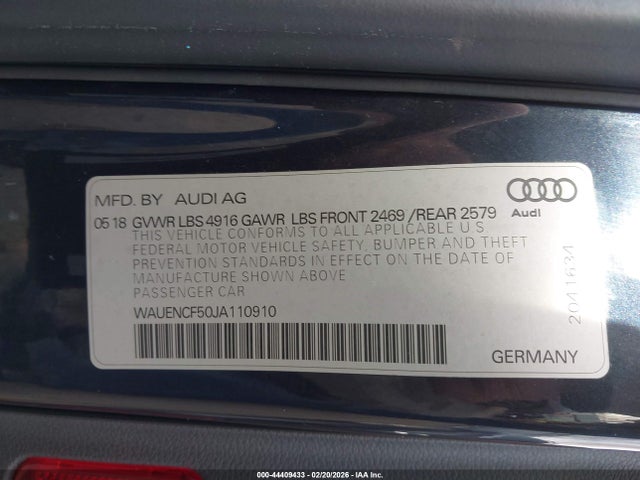 MFD. BY AUDI AG
Audi
05 18 GVWR LBS 4916 GAWR LBS FRONT 2469 /REAR 2579
THIS VEHICLE CONFORMS TO ALL APPLICABLE U S
FEDERAL MOTOR VEHICLE SAFETY, BUMPER AND THEFT
PREVENTION STANDARDS IN EFFECT ON THE DATE OF
MANUFACTURE SHOWN ABOVE
PASSENGER CAR
WAUENCF50JA110910
2041634
GERMANY
000-44409433 - 02/20/2026 - IAA Inc.